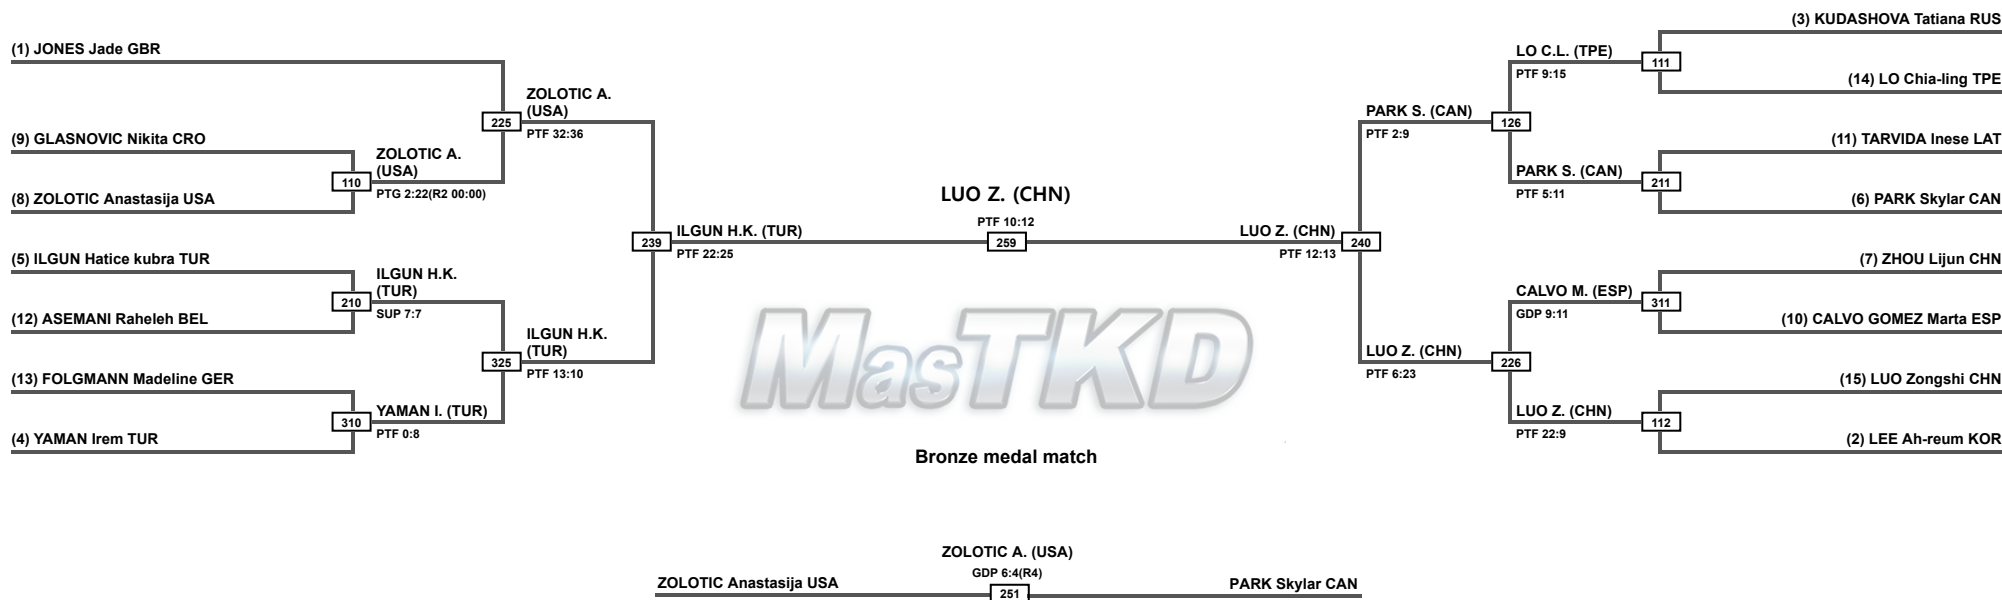 (1) JONES Jade GBR
(9) GLASNOVIC Nikita CRO
110
(8) ZOLOTIC Anastasija USA
ZOLOTIC A.
(USA)
PTG 2:22(R2 00:00)
225
ZOLOTIC A.
(USA)
PTF 32:36
(5) ILGUN Hatice kubra TUR
210
(12) ASEMANI Raheleh BEL
ILGUN H.K.
(TUR)
SUP 7:7
(13) FOLGMANN Madeline GER
310
(4) YAMAN Irem TUR
YAMAN I. (TUR)
PTF 0:8
325
ILGUN H.K.
(TUR)
PTF 13:10
239
ILGUN H.K. (TUR)
PTF 22:25
LUO Z. (CHN)
PTF 10:12
259
LUO Z. (CHN)
PTF 12:13
240
PARK S. (CAN)
PTF 2:9
126
LO C.L. (TPE)
PTF 9:15
111
(3) KUDASHOVA Tatiana RUS
(14) LO Chia-ling TPE
PARK S. (CAN)
PTF 5:11
211
(11) TARVIDA Inese LAT
(6) PARK Skylar CAN
LUO Z. (CHN)
PTF 6:23
226
CALVO M. (ESP)
GDP 9:11
311
(7) ZHOU Lijun CHN
(10) CALVO GOMEZ Marta ESP
LUO Z. (CHN)
PTF 22:9
112
(15) LUO Zongshi CHN
(2) LEE Ah-reum KOR
MasTKD
Bronze medal match
ZOLOTIC A. (USA)
GDP 6:4(R4)
ZOLOTIC Anastasija USA
251
PARK Skylar CAN